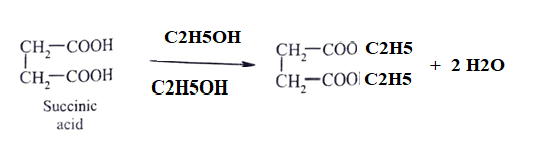 CH₂—COOH
CH₂—COOH
Succinic
acid
C2H5OH
C2H5OH
CH₂—COO C2H5
CH₂—COO C2H5
+ 2 H2O